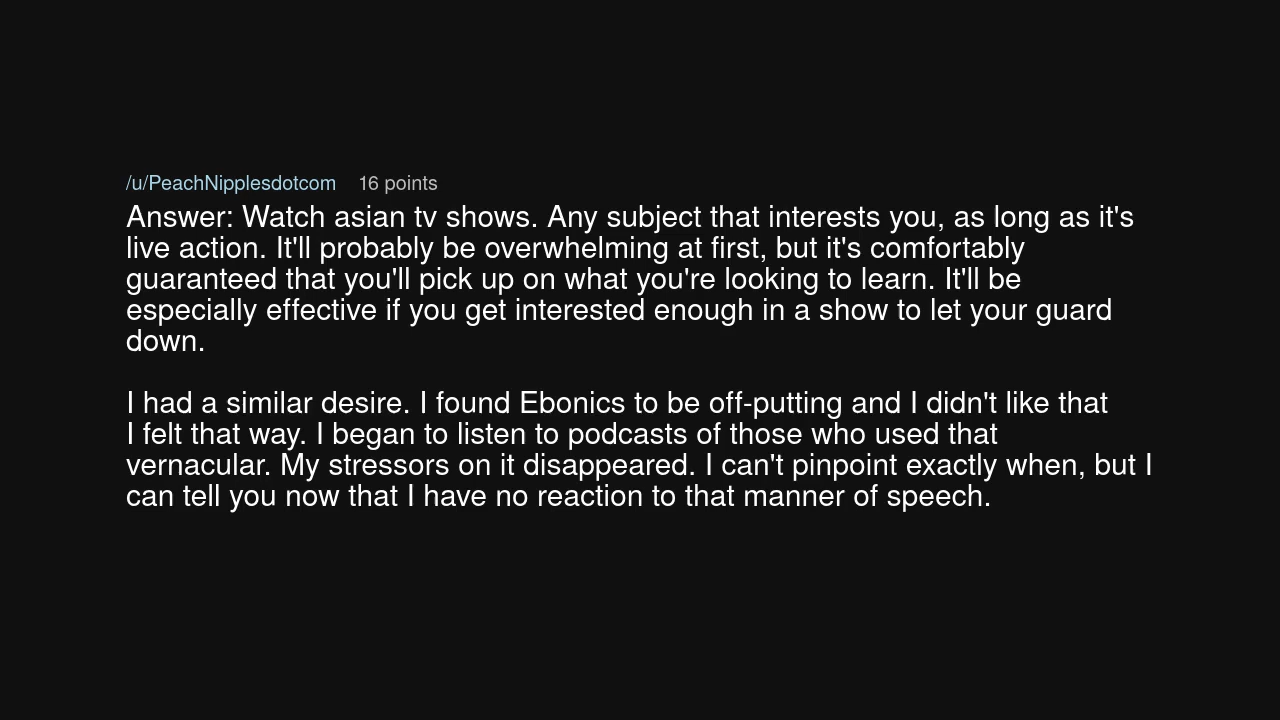 /u/PeachNipplesdotcom 16 points
Answer: Watch asian tv shows. Any subject that interests you, as long as it's
live action. It'll probably be overwhelming at first, but it's comfortably
guaranteed that you'll pick up on what you're looking to learn. It'll be
especially effective if you get interested enough in a show to let your guard
down.
I had a similar desire. I found Ebonics to be off-putting and I didn't like that
I felt that way. I began to listen to podcasts of those who used that
vernacular. My stressors on it disappeared. I can't pinpoint exactly when, but I
can tell you now that I have no reaction to that manner of speech.